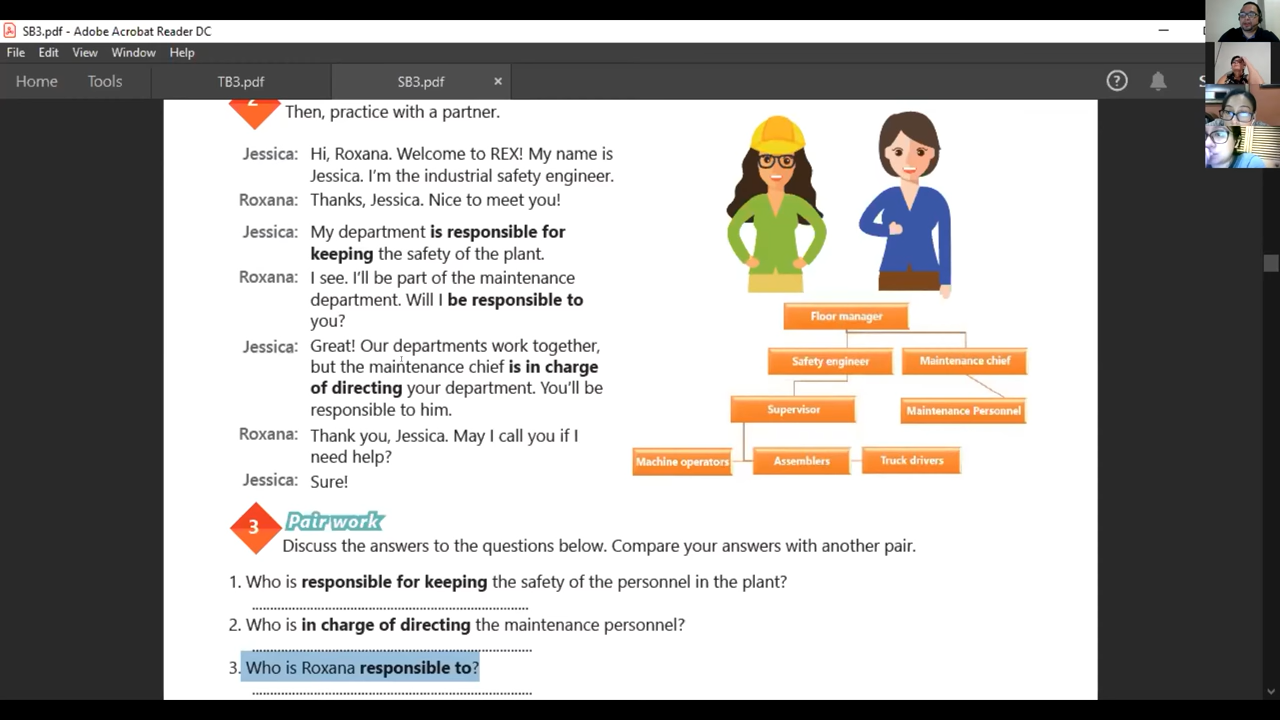 SB3.pdf - Adobe Acrobat Reader DC
File Edit View Window Help
Home Tools TB3.pdf SB3.pdf ×
2
Then, practice with a partner.
Jessica: Hi, Roxana. Welcome to REX! My name is
Jessica. I'm the industrial safety engineer.
Roxana: Thanks, Jessica. Nice to meet you!
Jessica: My department is responsible for
keeping the safety of the plant.
Roxana: I see. I'll be part of the maintenance
department. Will I be responsible to
you?
Jessica: Great! Our departments work together,
but the maintenance chief is in charge
of directing your department. You'll be
responsible to him.
Roxana: Thank you, Jessica. May I call you if I
need help?
Jessica: Sure!
Floor manager
Safety engineer Maintenance chief
Supervisor Maintenance Personnel
Machine operators Assemblers Truck drivers
3 Pair work
Discuss the answers to the questions below. Compare your answers with another pair.
1. Who is responsible for keeping the safety of the personnel in the plant?
2. Who is in charge of directing the maintenance personnel?
3. Who is Roxana responsible to?